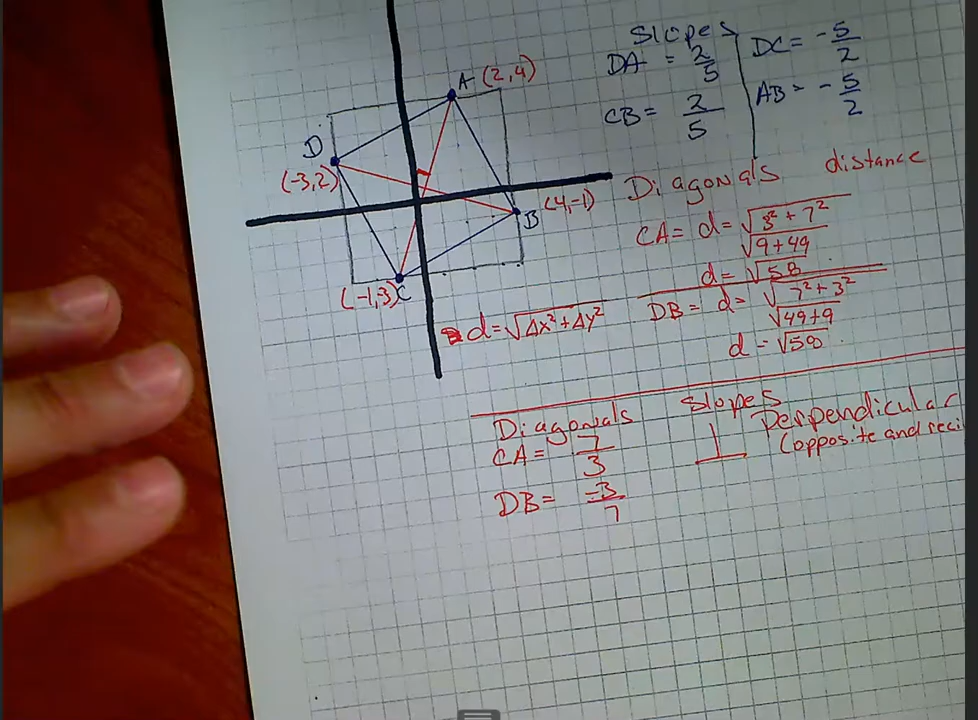 A (2,4)
D
(-3,2)
(4,-1)
B
(-1,-3) C
Slopes
DA = 2/5
CB = 2/5
DC = -5/2
AB = -5/2
Diagonals distance
CA = d = √3² + 7²
√9 + 49
d = √58
DB = d = √7² + 3²
√49 + 9
d = √58
d = √Δx² + Δy²
Diagonals Slopes
CA = 7/3
DB = -3/7
⊥ Perpendicular
(opposite and reci